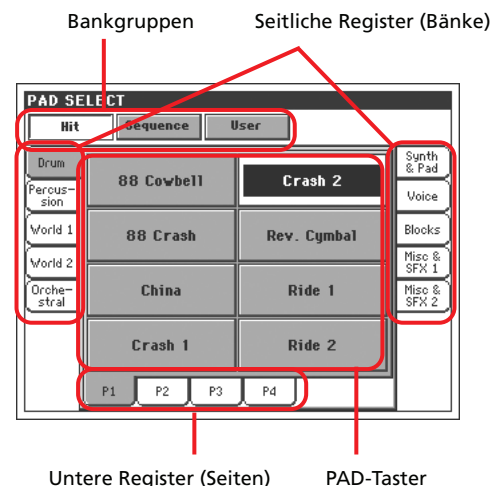 Bankgruppen
Seitliche Register (Bänke)
PAD SELECT
Hit
Sequence
User
Drum
Percus-
sion
World 1
World 2
Orche-
stral
88 Cowbell
Crash 2
88 Crash
Rev. Cymbal
China
Ride 1
Crash 1
Ride 2
Synth
& Pad
Voice
Blocks
Misc &
SFX 1
Misc &
SFX 2
P1
P2
P3
P4
Untere Register (Seiten)
PAD-Taster